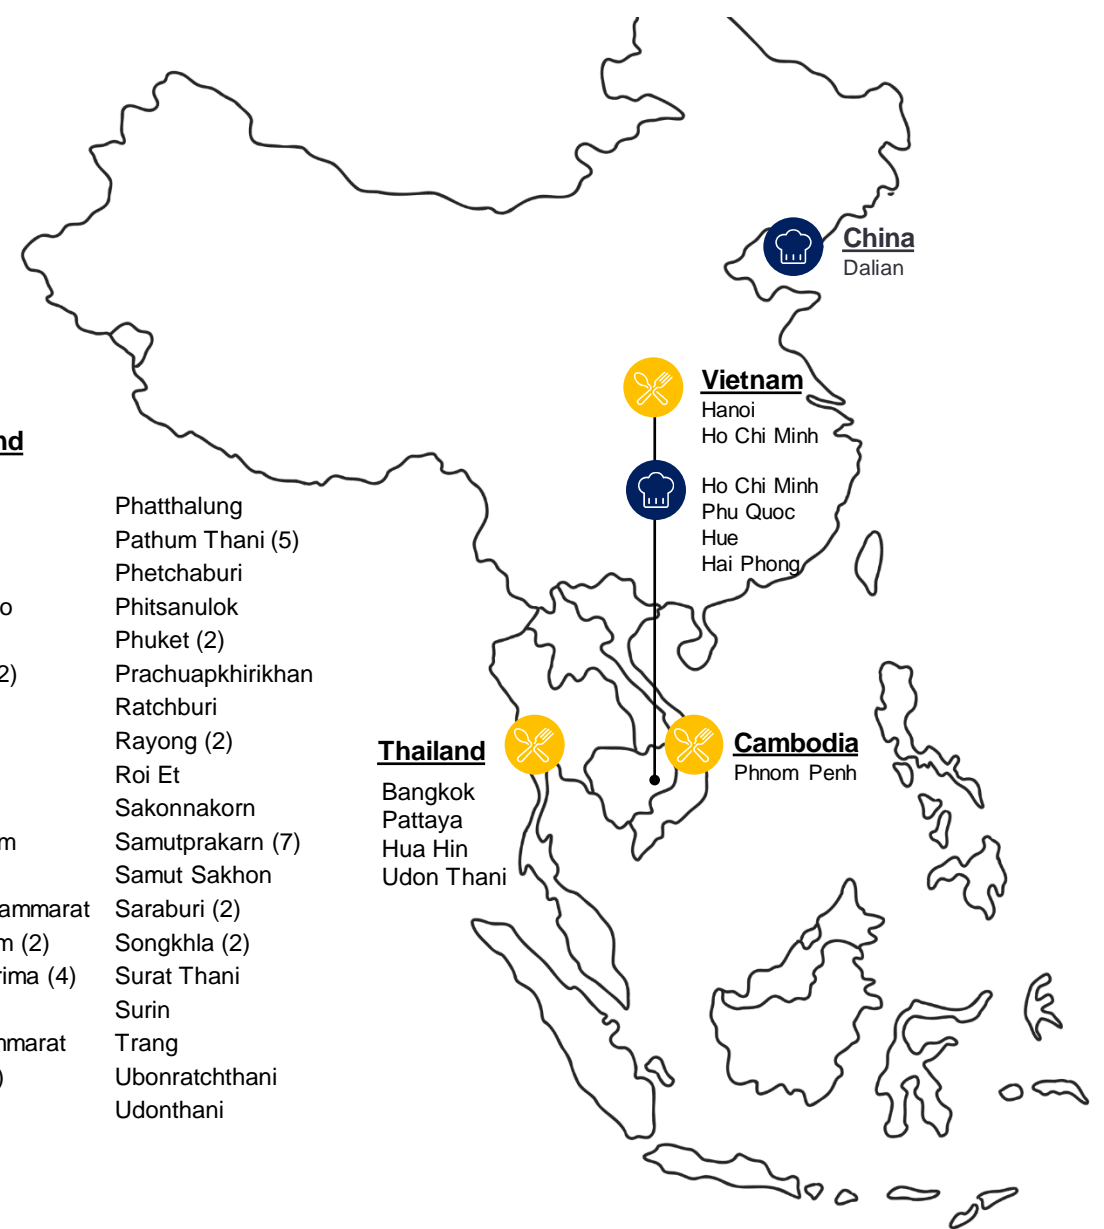 China
Dalian
Vietnam
Hanoi
Ho Chi Minh
Ho Chi Minh
Phu Quoc
Hue
Hai Phong
Phatthalung
Pathum Thani (5)
Phetchaburi
Phitsanulok
Phuket (2)
Prachuapkhirikhan
Ratchburi
Rayong (2)
Roi Et
Sakonnakorn
Samutprakarn (7)
Samut Sakhon
Saraburi (2)
(2)
Songkhla (2)
(4)
Surat Thani
Surin
Trang
Ubonratchthani
Udonthani
Thailand
Bangkok
Pattaya
Hua Hin
Udon Thani
Cambodia
Phnom Penh